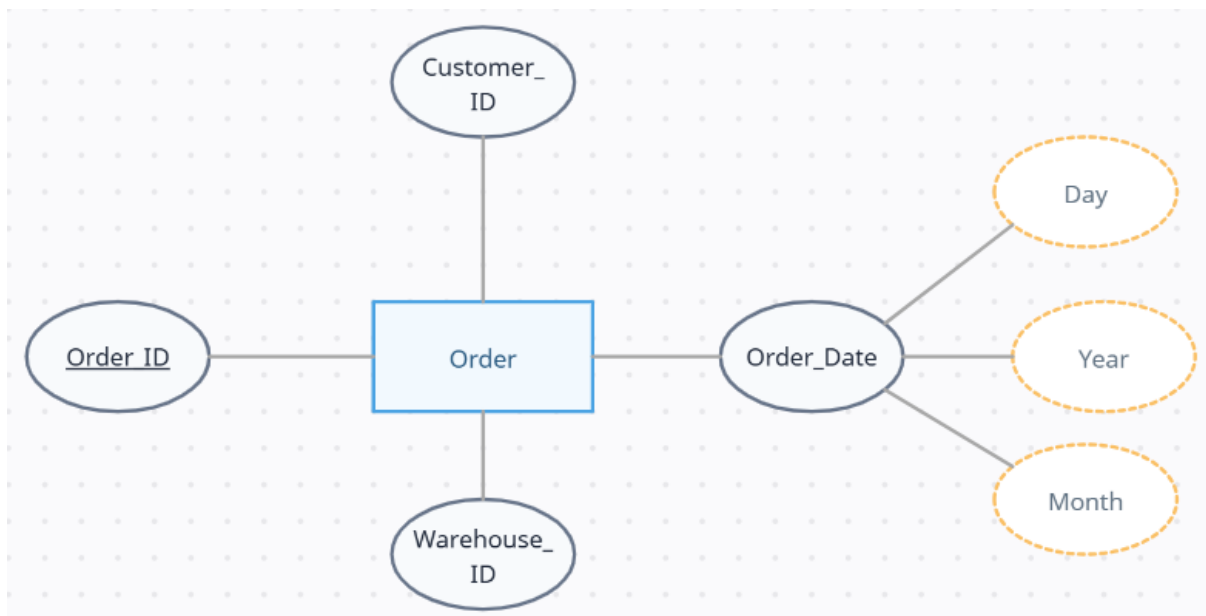 Customer_
ID
Day
Order_ID
Order
Order_Date
Year
Month
Warehouse_
ID